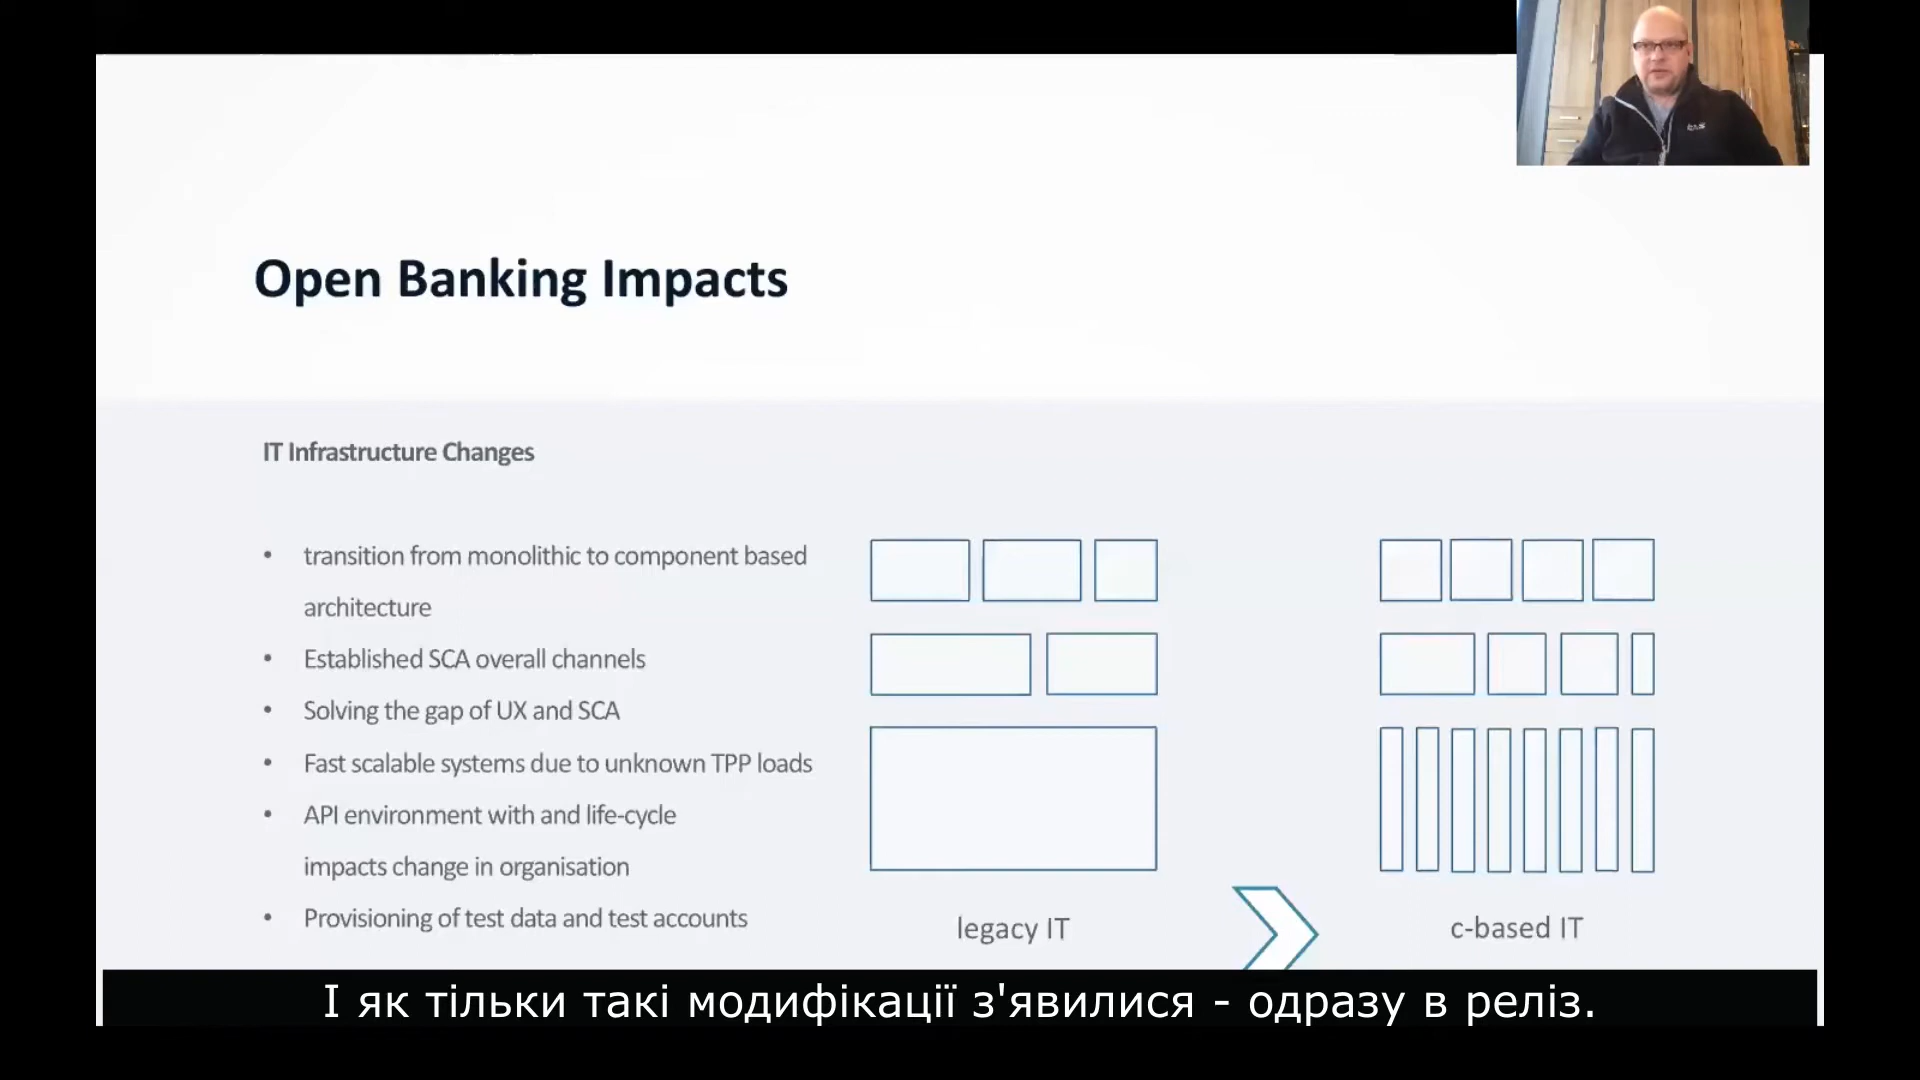 Open Banking Impacts
IT Infrastructure Changes
• transition from monolithic to component based
architecture
• Established SCA overall channels
• Solving the gap of UX and SCA
• Fast scalable systems due to unknown TPP loads
• API environment with and life-cycle
impacts change in organisation
• Provisioning of test data and test accounts
legacy IT
c-based IT
І як тільки такі модифікації з'явилися - одразу в реліз.